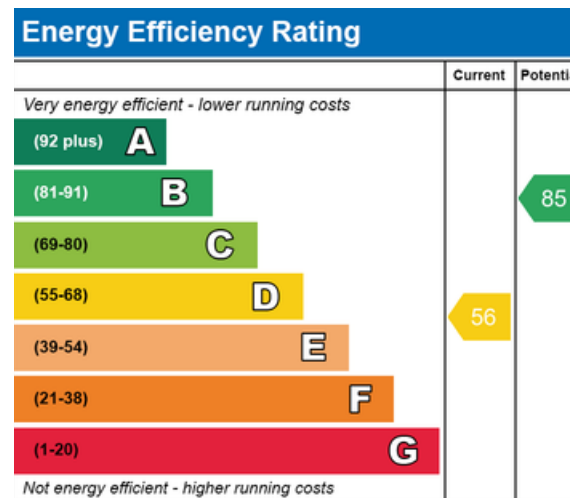 Energy Efficiency Rating
Current Potenti
Very energy efficient - lower running costs
(92 plus) A
(81-91) B
85
(69-80) C
(55-68) D
56
(39-54) E
(21-38) F
(1-20) G
Not energy efficient - higher running costs